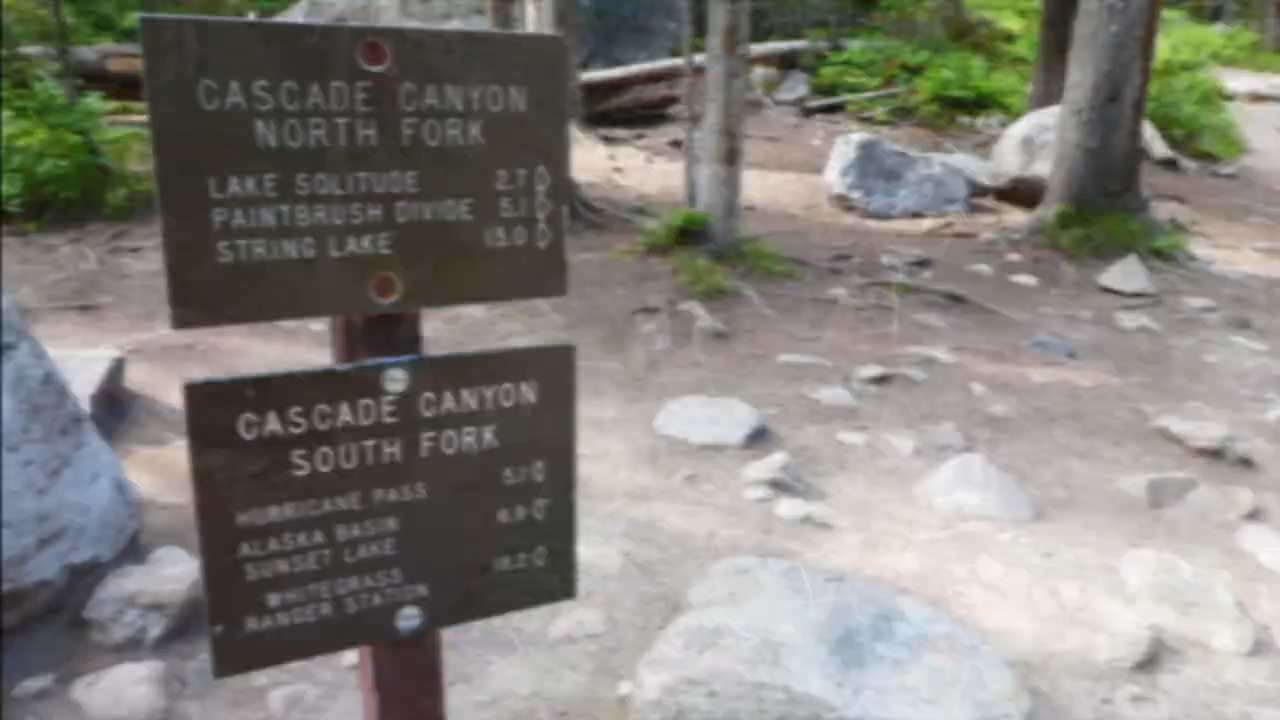 CASCADE CANYON
NORTH FORK
LAKE SOLITUDE 2.7
PAINTBRUSH DIVIDE 5.1
STRING LAKE 13.0
CASCADE CANYON
SOUTH FORK
HURRICANE PASS 5.1
ALASKA BASIN
SUNSET LAKE
WHITEGRASS
RANGER STATION